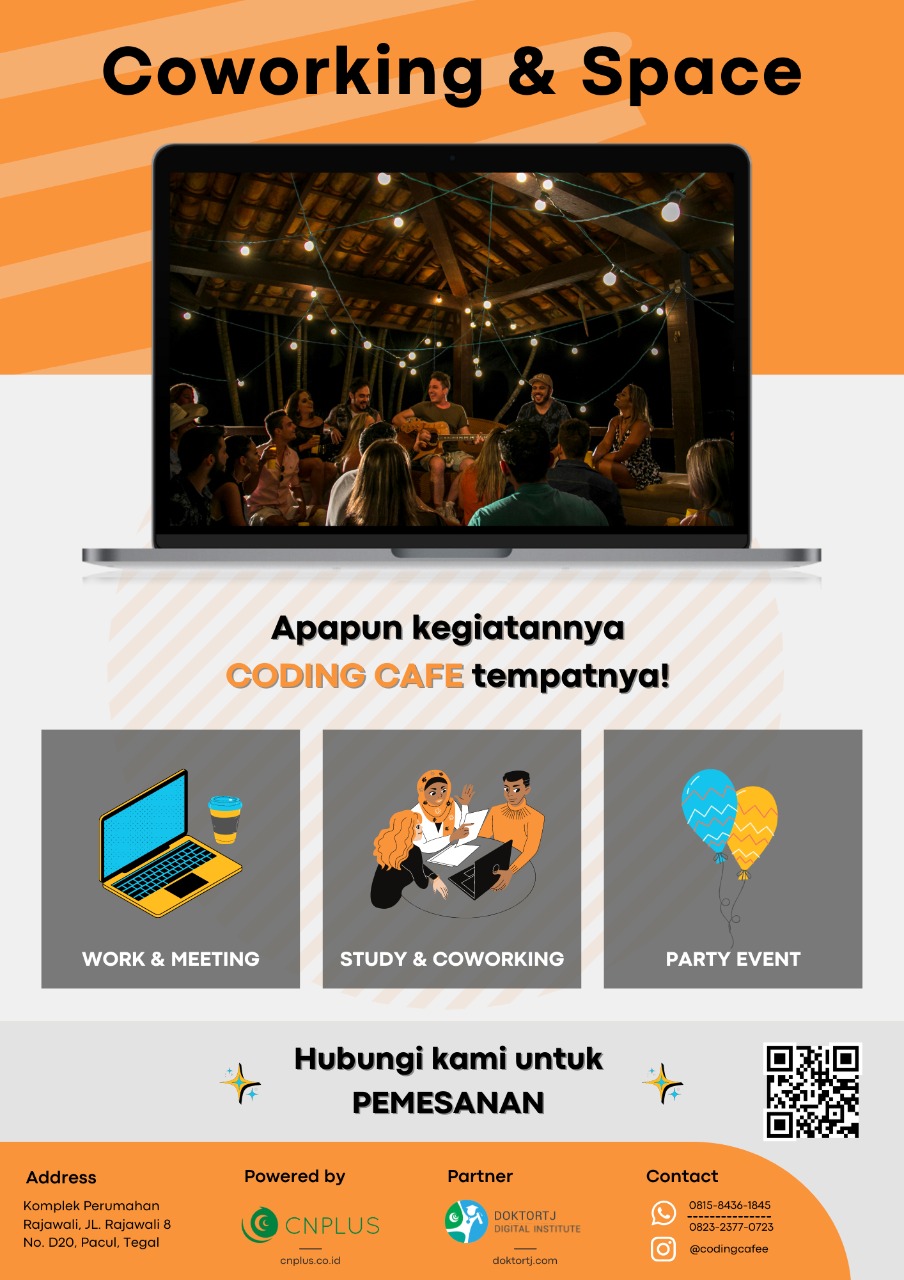 Coworking & Space
Apapun kegiatannya
CODING CAFE tempatnya!
WORK & MEETING
STUDY & COWORKING
PARTY EVENT
Hubungi kami untuk
PEMESANAN
Address
Komplek Perumahan
Rajawali, JL. Rajawali 8
No. D20, Pacul, Tegal
Powered by
CNPLUS
cnplus.co.id
Partner
DOKTORTJ
DIGITAL INSTITUTE
doktortj.com
Contact
0815-8436-1845
0823-2377-0723
@codingcafee